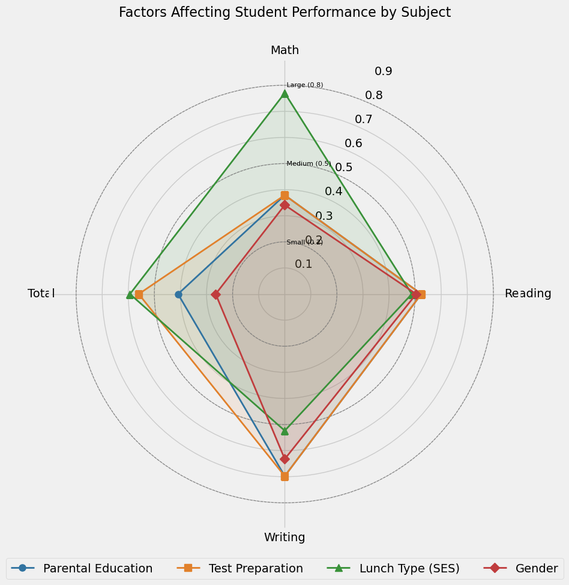 Factors Affecting Student Performance by Subject
Math
0.9
Large (0.8)
0.8
0.7
0.6
Medium (0.5)
0.5
0.4
0.3
0.2
Small
0.1
Total
Reading
Writing
Parental Education
Test Preparation
Lunch Type (SES)
Gender